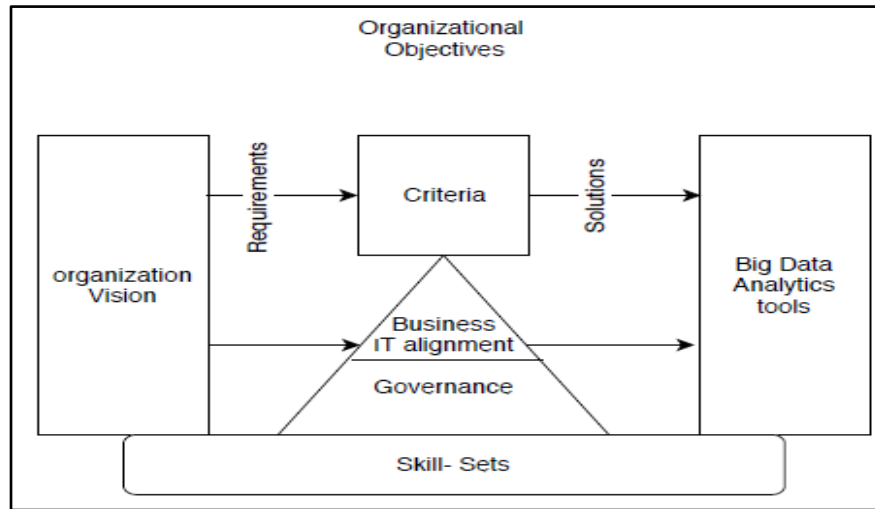 Organizational
Objectives
Requirements
Criteria
Solutions
organization
Vision
Big Data
Analytics
tools
Business
IT alignment
Governance
Skill- Sets